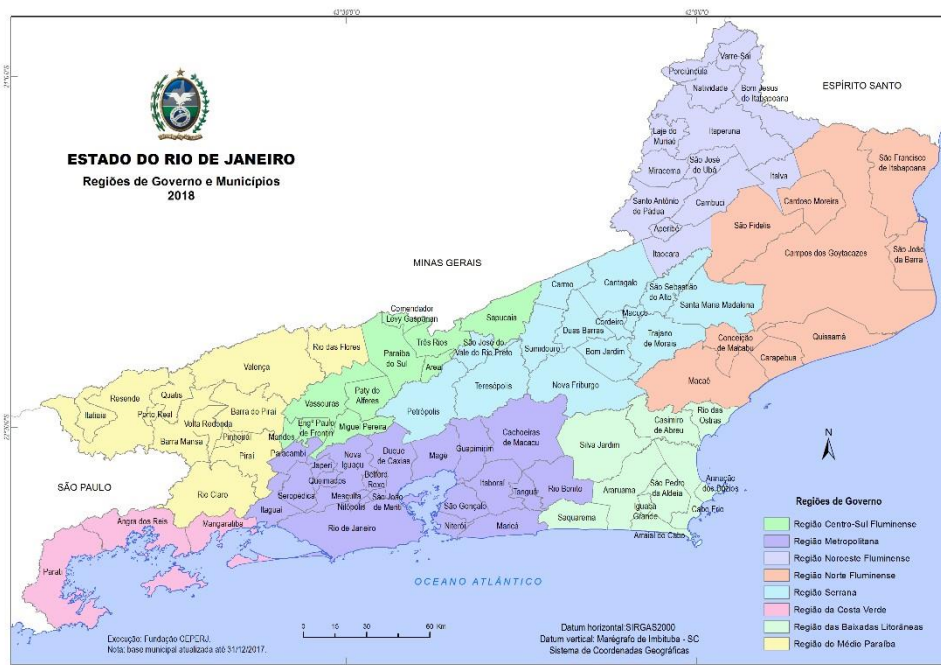 43°30'0"O
42°0'0"O
ESTADO DO RIO DE JANEIRO
Regiões de Governo e Municípios
2018
ESPÍRITO SANTO
MINAS GERAIS
SÃO PAULO
OCEANO ATLÂNTICO
Varre-Sai
Porciúncula
Natividade
Bom Jesus
do Itabapoana
Laje do
Muriaé
Itaperuna
Miracema
São José
de Ubá
Italva
Santo Antônio
de Pádua
Cambuci
Aperibé
Itaocara
São Francisco
de Itabapoana
Cardoso Moreira
São Fidelis
Campos dos Goytacazes
São João
da Barra
Quissamã
Conceição
de Macabu
Carapebus
Macaé
Carmo
Cantagalo
São Sebastião
do Alto
Santa Maria Madalena
Macuco
Cordeiro
Duas Barras
Trajano
de Morais
Sumidouro
Bom Jardim
Nova Friburgo
Teresópolis
Petrópolis
Comendador
Levy Gasparian
Sapucaia
Três Rios
Paraíba
do Sul
São José do
Vale do Rio Preto
Areal
Paty do
Alferes
Vassouras
Engº Paulo
de Frontin
Miguel Pereira
Mendes
Rio das Flores
Valença
Resende
Quatis
Itatiaia
Porto Real
Volta Redonda
Barra do Piraí
Barra Mansa
Pinheiral
Piraí
Rio Claro
Paracambi
Japeri
Nova
Iguaçu
Duque
de Caxias
Magé
Guapimirim
Cachoeiras
de Macacu
Queimados
Belford
Roxo
Seropédica
Mesquita
Nilópolis
São João
de Meriti
Itaguaí
Rio de Janeiro
Itaboraí
Tanguá
Rio Bonito
São Gonçalo
Niterói
Maricá
Casimiro
de Abreu
Rio das
Ostras
Silva Jardim
Araruama
São Pedro
da Aldeia
Armação
dos Búzios
Iguaba
Grande
Cabo Frio
Saquarema
Arraial do Cabo
Angra dos Reis
Mangaratiba
Parati
N
Regiões de Governo
Região Centro-Sul Fluminense
Região Metropolitana
Região Noroeste Fluminense
Região Norte Fluminense
Região Serrana
Região da Costa Verde
Região das Baixadas Litorâneas
Região do Médio Paraíba
Execução: Fundação CEPERJ.
Nota: base municipal atualizada até 31/12/2017.
0 15 30 60 Km
Datum horizontal:SIRGAS2000
Datum vertical: Marégrafo de Imbituba - SC
Sistema de Coordenadas Geográficas